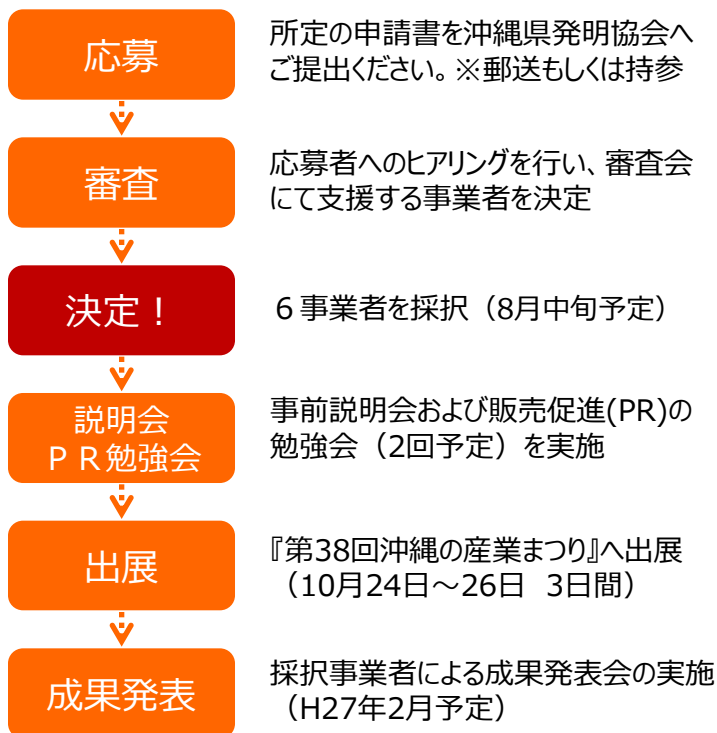 応募
所定の申請書を沖縄県発明協会へ
ご提出ください。※郵送もしくは持参
審査
応募者へのヒアリングを行い、審査会
にて支援する事業者を決定
決定！
６事業者を採択（8月中旬予定）
説明会
ＰＲ勉強会
事前説明会および販売促進(PR)の
勉強会（2回予定）を実施
出展
『第38回沖縄の産業まつり』へ出展
（10月24日～26日 3日間）
成果発表
採択事業者による成果発表会の実施
（H27年2月予定）